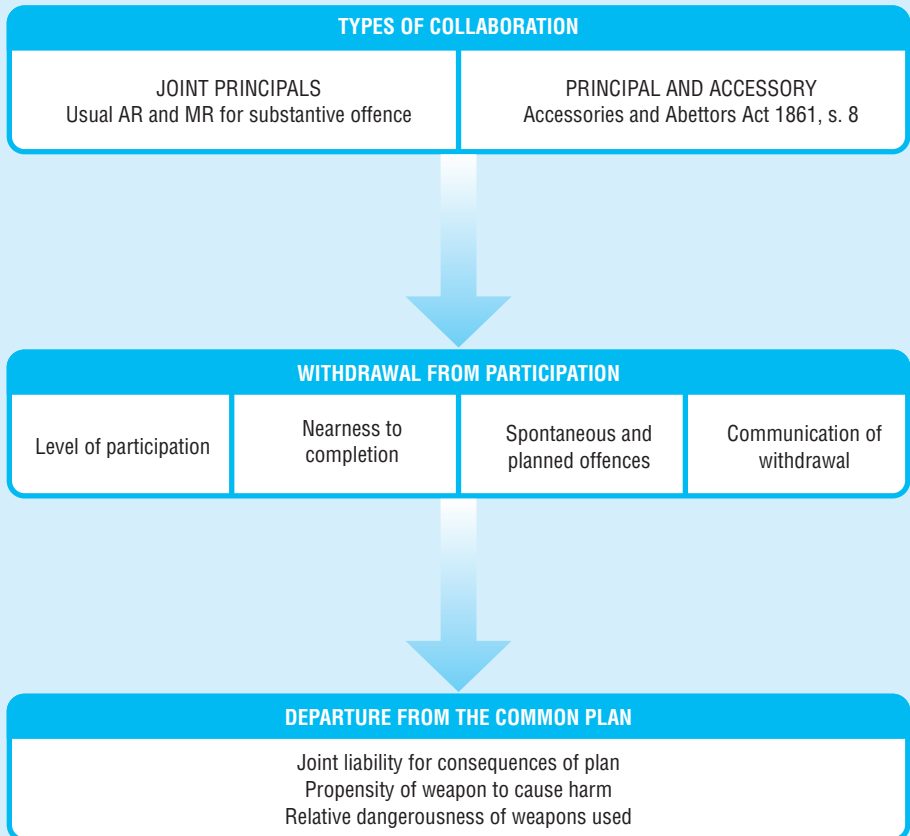 TYPES OF COLLABORATION
JOINT PRINCIPALS
Usual AR and MR for substantive offence
PRINCIPAL AND ACCESSORY
Accessories and Abettors Act 1861, s. 8
WITHDRAWAL FROM PARTICIPATION
Level of participation
Nearness to
completion
Spontaneous and
planned offences
Communication of
withdrawal
DEPARTURE FROM THE COMMON PLAN
Joint liability for consequences of plan
Propensity of weapon to cause harm
Relative dangerousness of weapons used